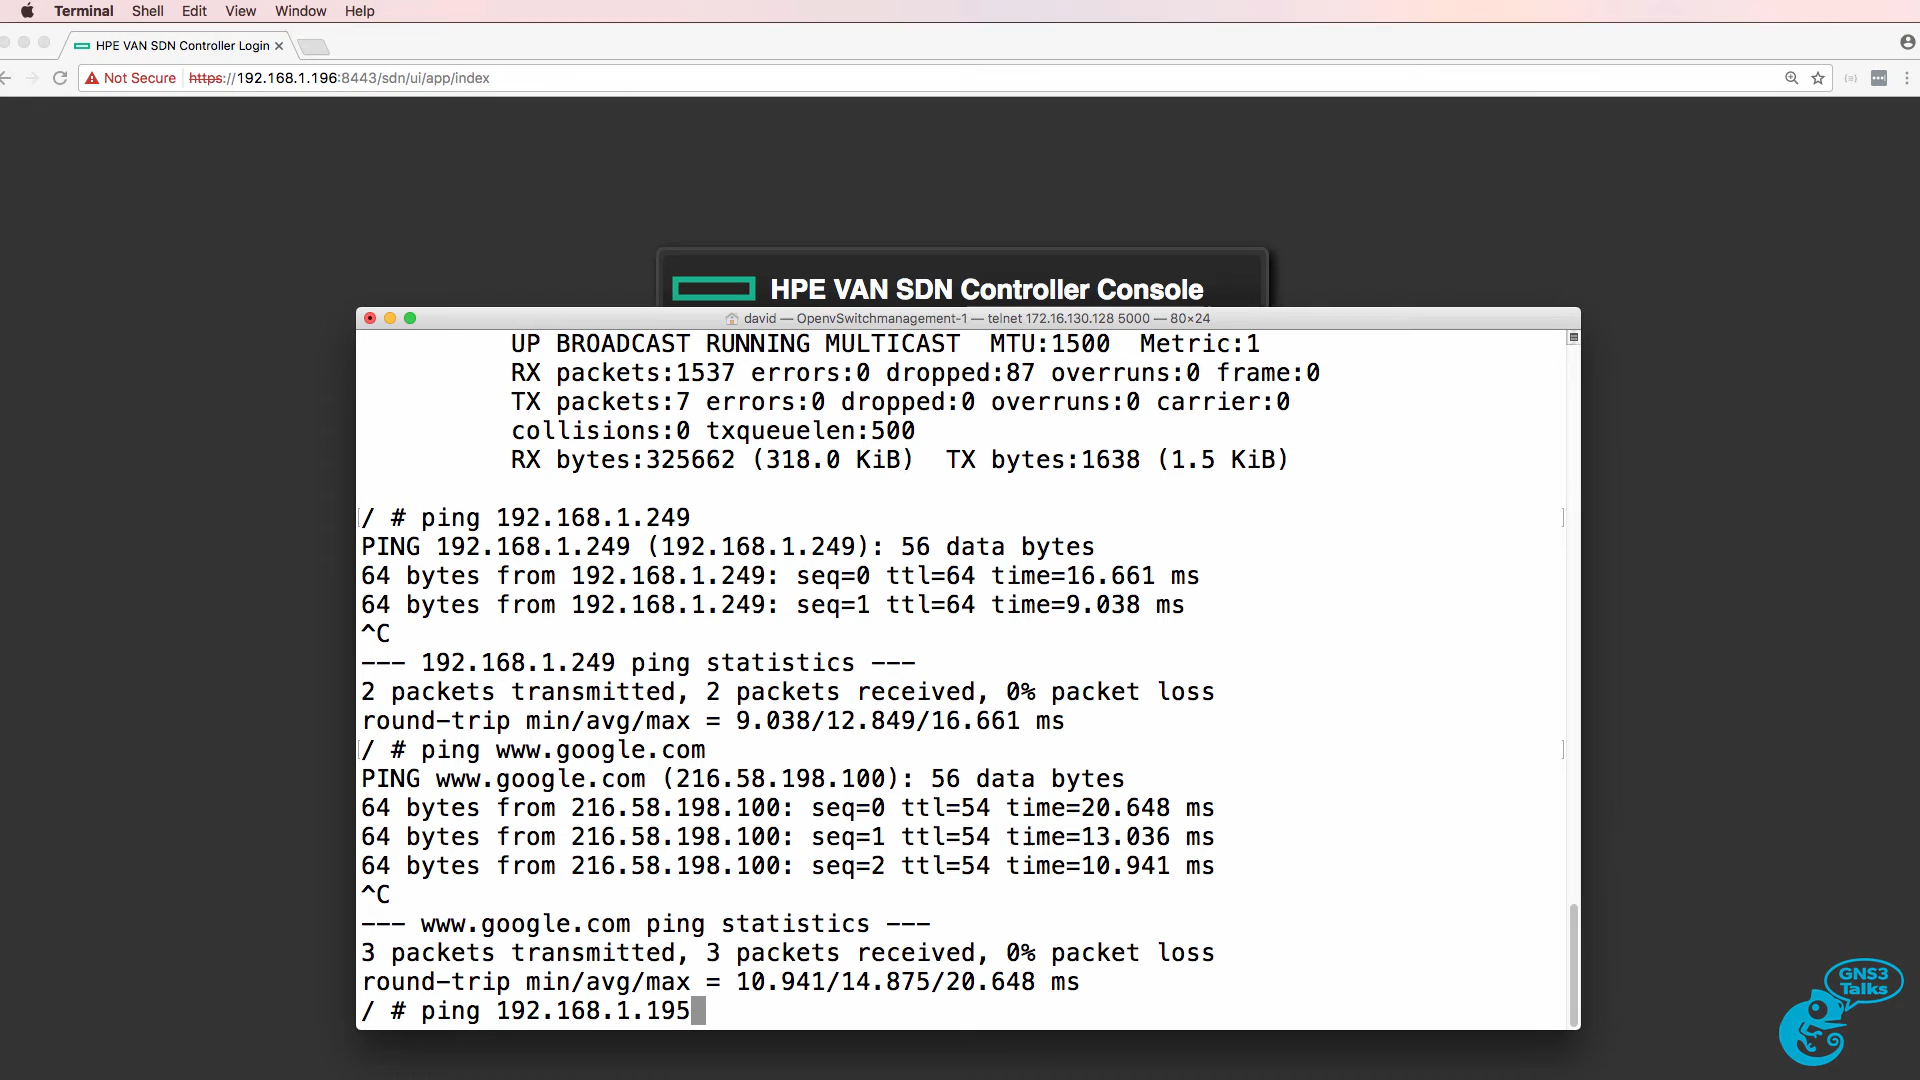 Terminal Shell Edit View Window Help
HPE VAN SDN Controller Login
Not Secure https://192.168.1.196:8443/sdn/ui/app/index
HPE VAN SDN Controller Console
david — OpenvSwitchmanagement-1 — telnet 172.16.130.128 5000 — 80×24
UP BROADCAST RUNNING MULTICAST  MTU:1500  Metric:1
RX packets:1537 errors:0 dropped:87 overruns:0 frame:0
TX packets:7 errors:0 dropped:0 overruns:0 carrier:0
collisions:0 txqueuelen:500
RX bytes:325662 (318.0 KiB)  TX bytes:1638 (1.5 KiB)
/ # ping 192.168.1.249
PING 192.168.1.249 (192.168.1.249): 56 data bytes
64 bytes from 192.168.1.249: seq=0 ttl=64 time=16.661 ms
64 bytes from 192.168.1.249: seq=1 ttl=64 time=9.038 ms
^C
--- 192.168.1.249 ping statistics ---
2 packets transmitted, 2 packets received, 0% packet loss
round-trip min/avg/max = 9.038/12.849/16.661 ms
/ # ping www.google.com
PING www.google.com (216.58.198.100): 56 data bytes
64 bytes from 216.58.198.100: seq=0 ttl=54 time=20.648 ms
64 bytes from 216.58.198.100: seq=1 ttl=54 time=13.036 ms
64 bytes from 216.58.198.100: seq=2 ttl=54 time=10.941 ms
^C
--- www.google.com ping statistics ---
3 packets transmitted, 3 packets received, 0% packet loss
round-trip min/avg/max = 10.941/14.875/20.648 ms
/ # ping 192.168.1.195
GNS3
Talks